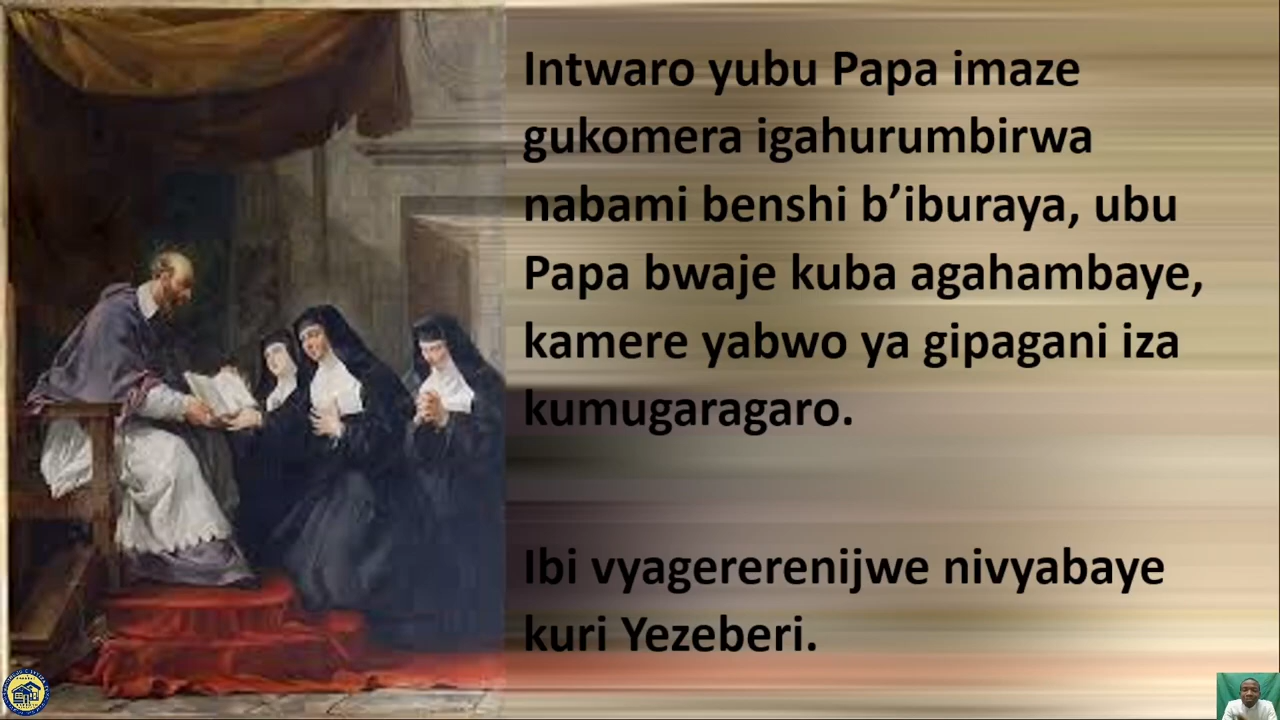 Intwaro yubu Papa imaze
gukomera igahurumbirwa
nabami benshi b’iburaya, ubu
Papa bwaje kuba agahambaye,
kamere yabwo ya gipagani iza
kumugaragaro.
Ibi vyagererenijwe nivyabaye
kuri Yezeberi.